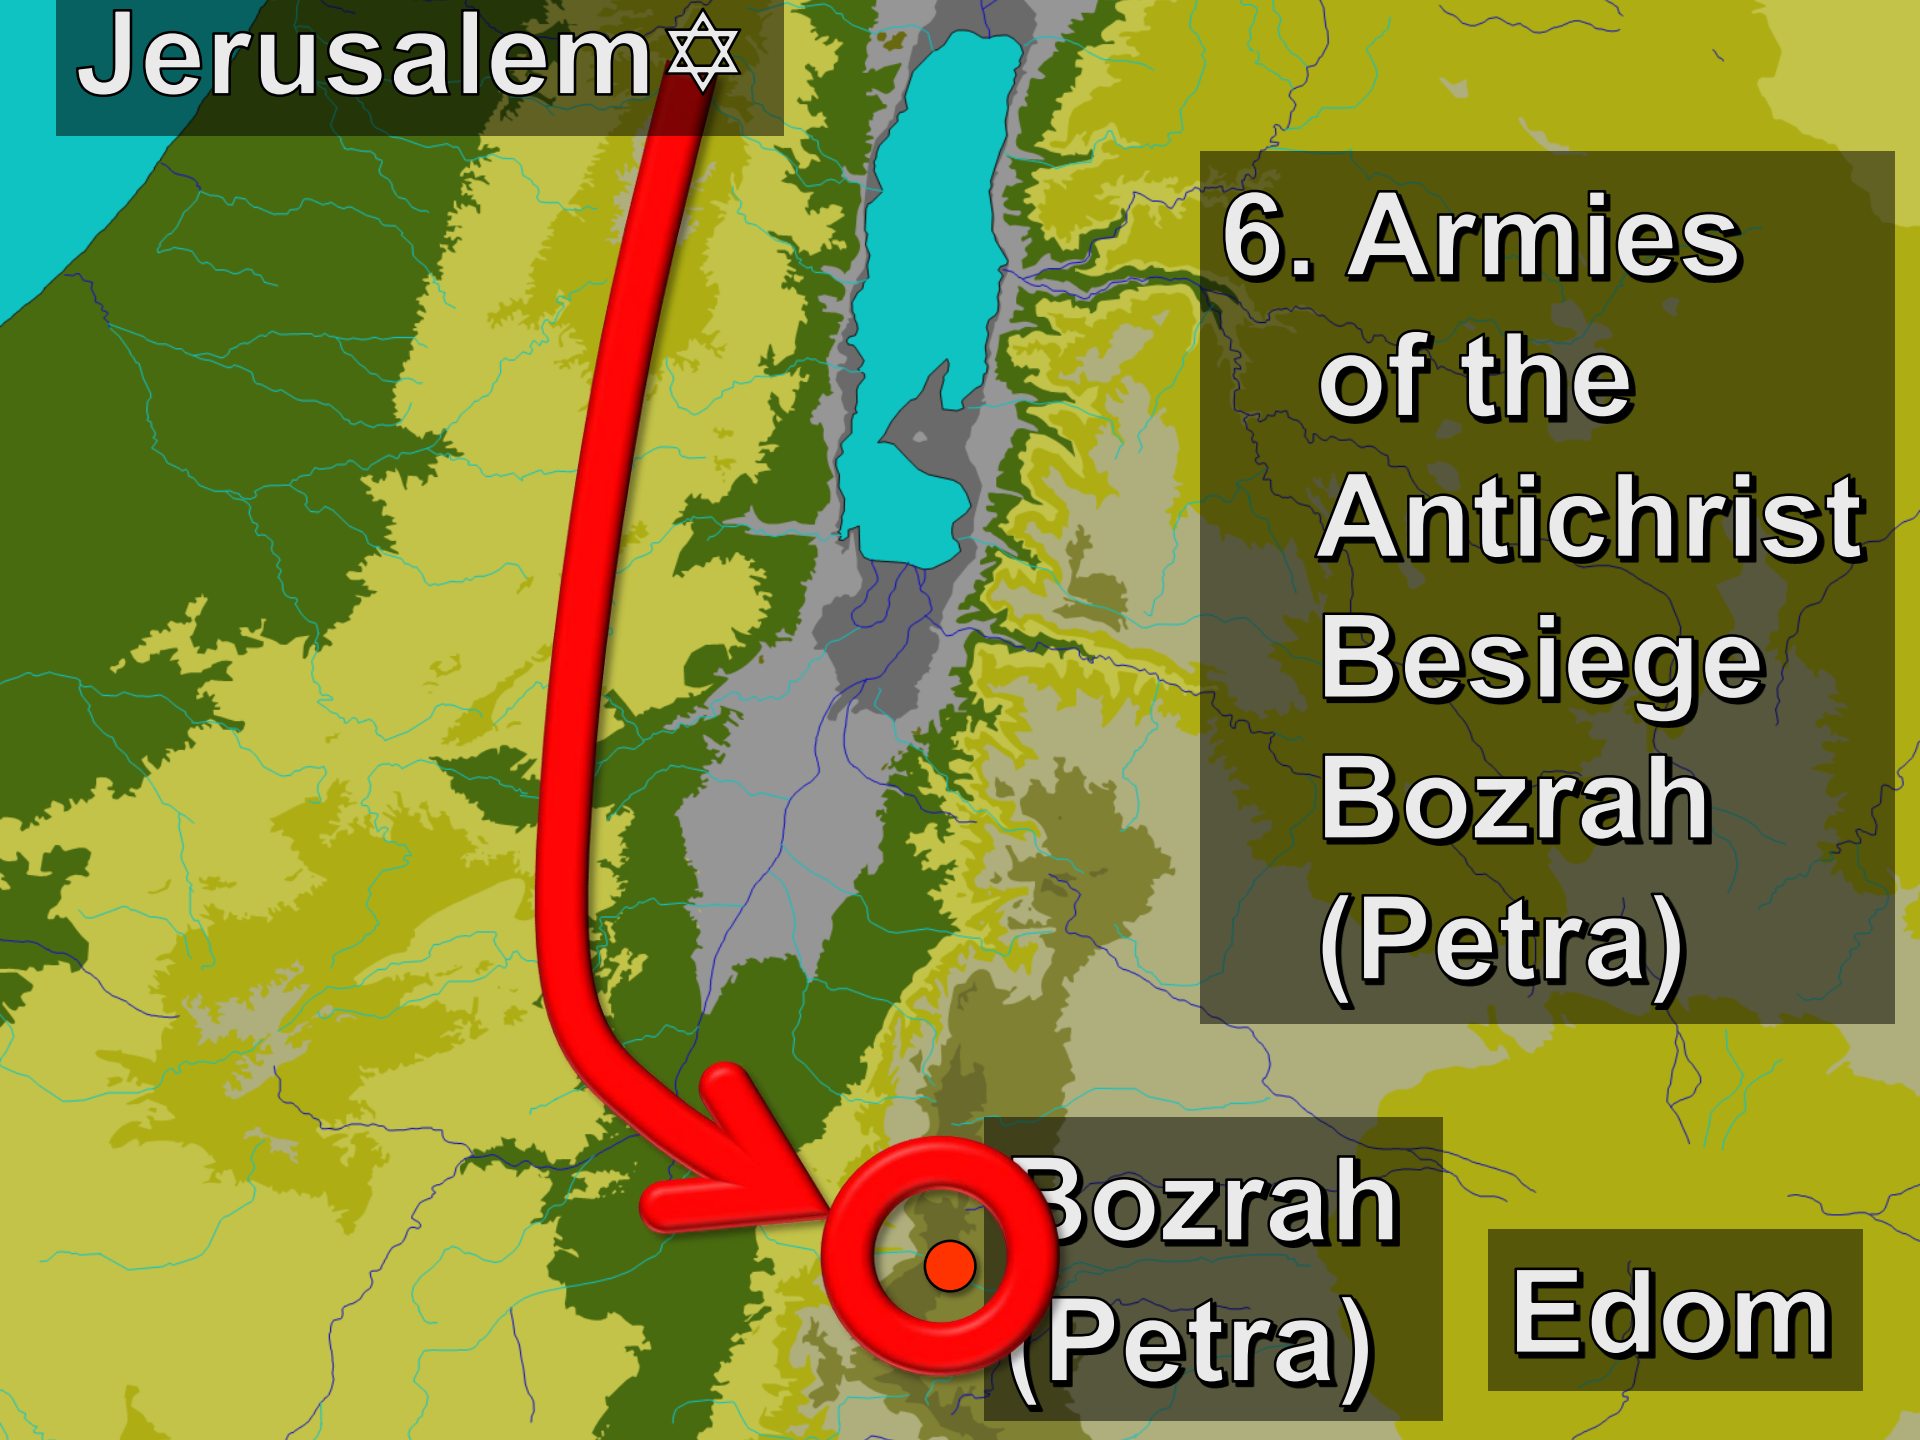 Jerusalem
6. Armies
of the
Antichrist
Besiege
Bozrah
(Petra)
Bozrah
(Petra)
Edom